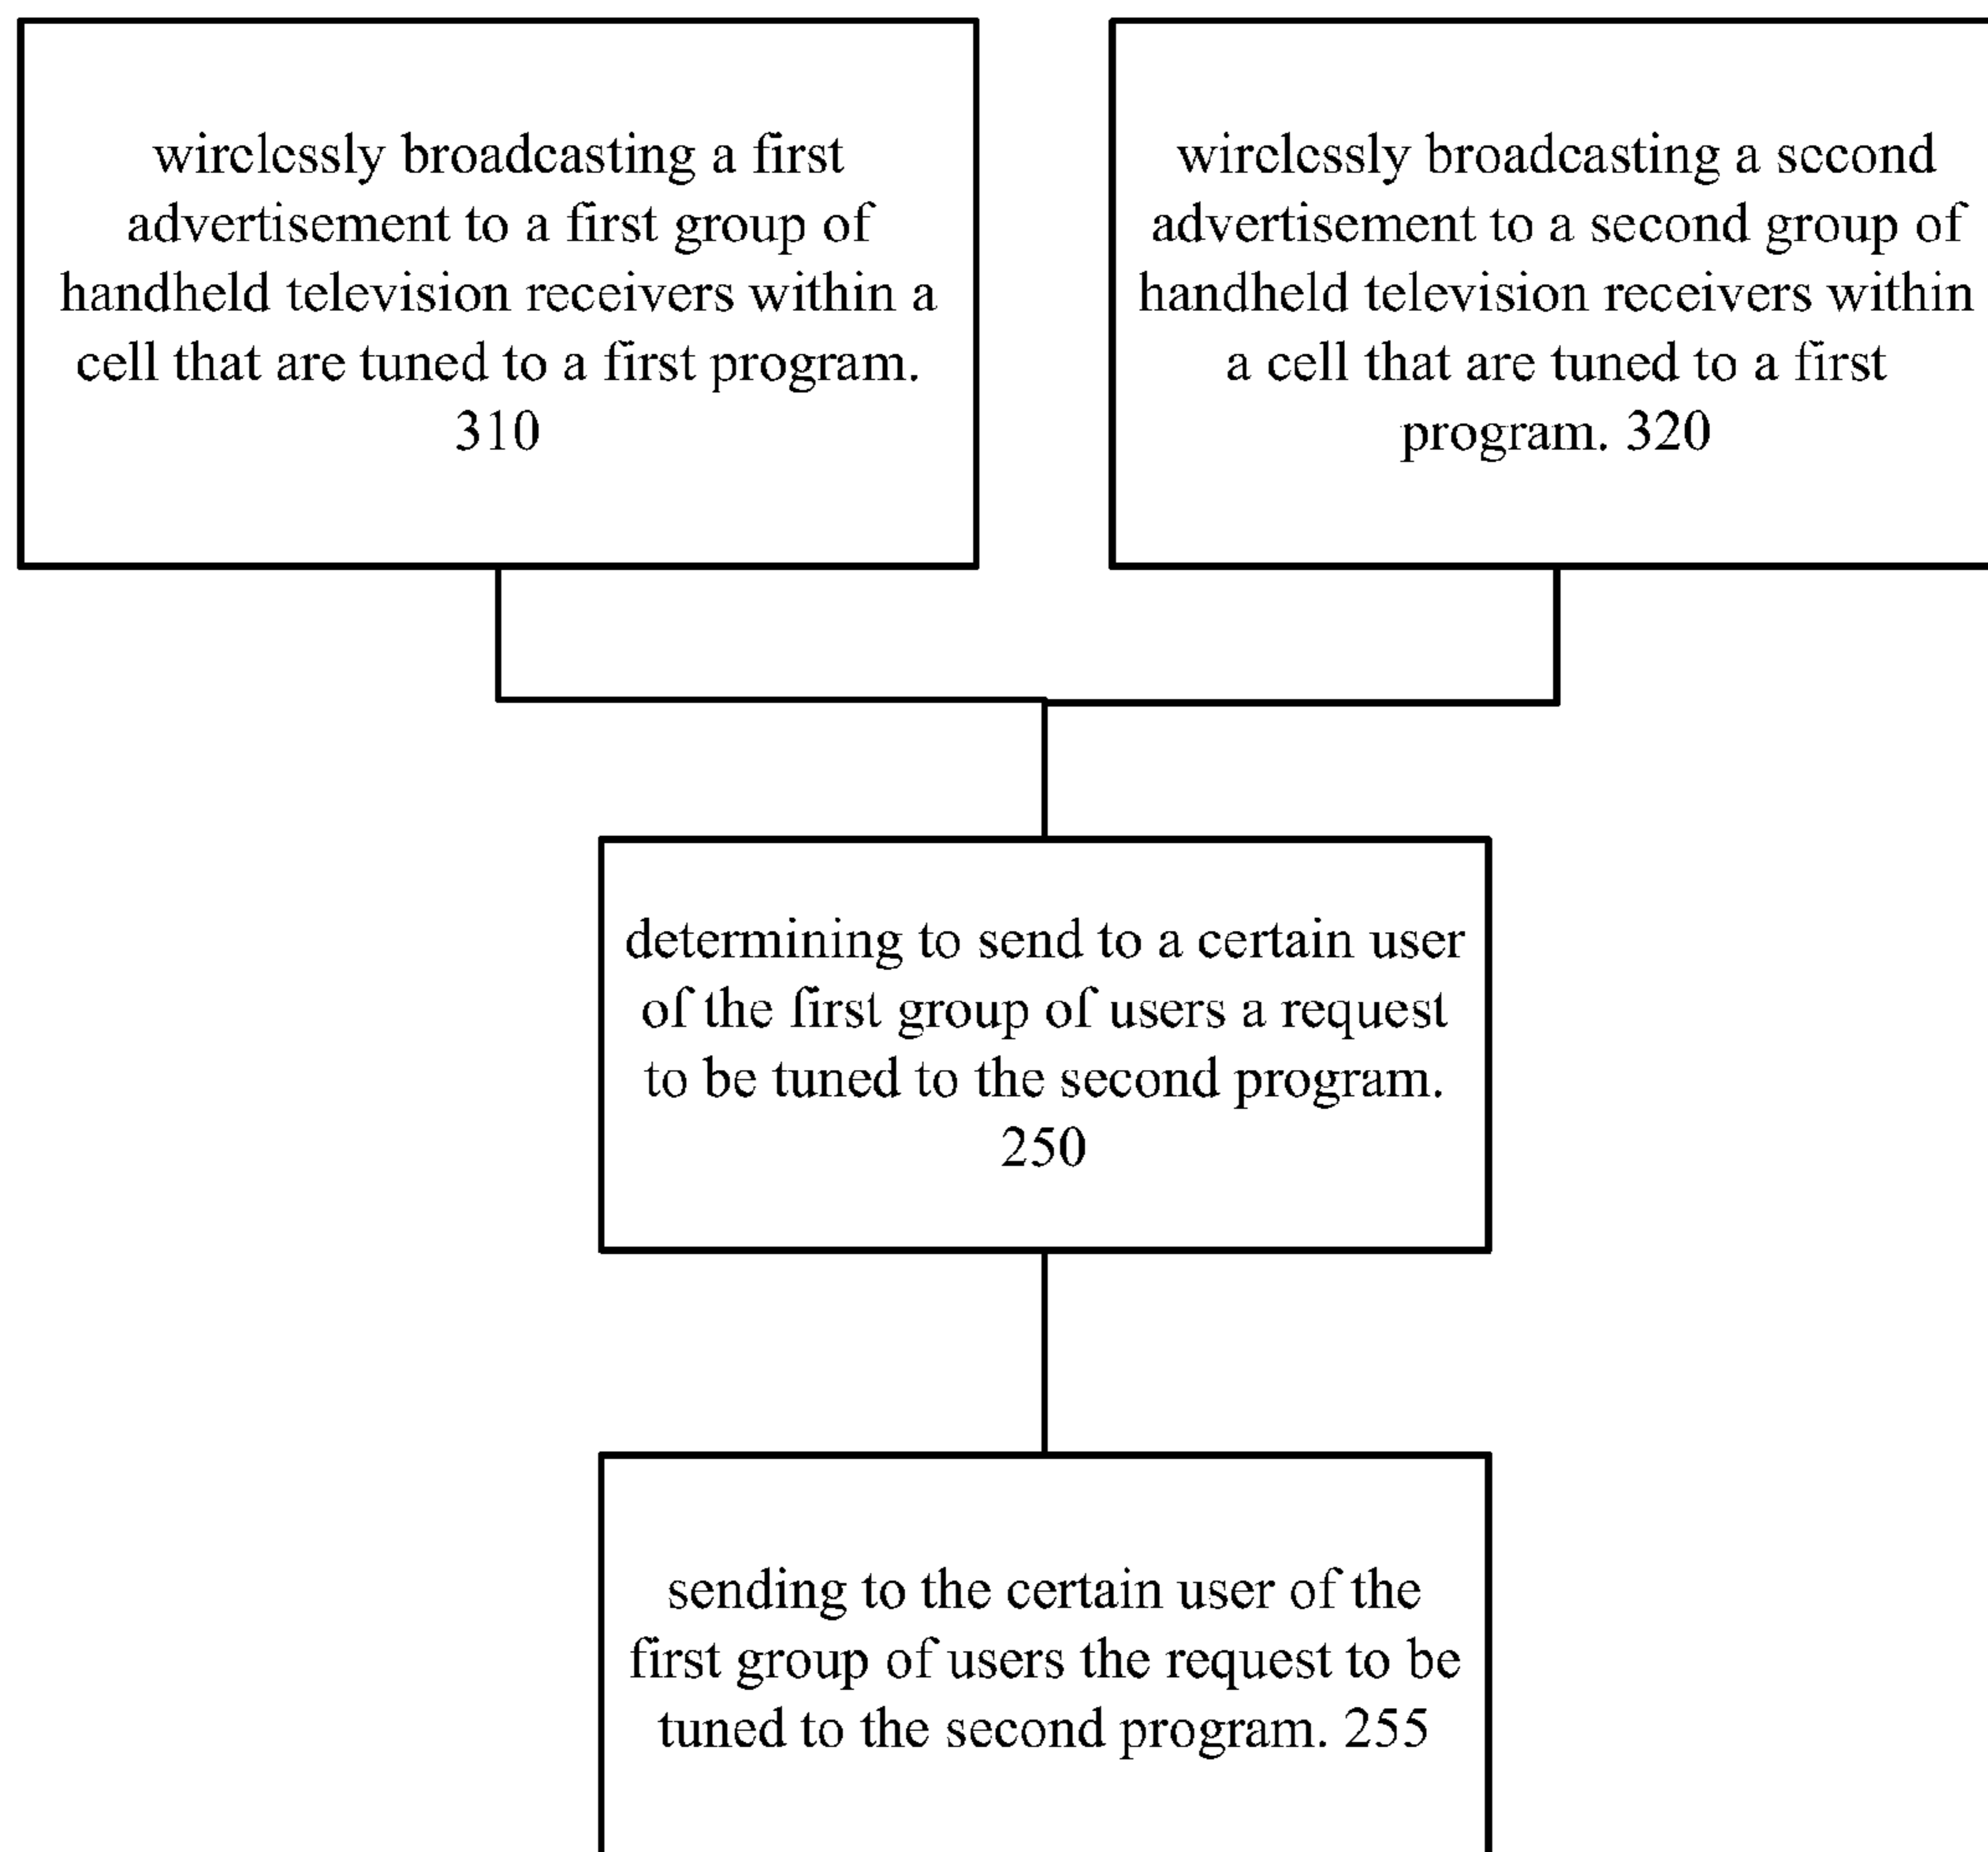 wirelessly broadcasting a first
advertisement to a first group of
handheld television receivers within a
cell that are tuned to a first program.
310
wirelessly broadcasting a second
advertisement to a second group of
handheld television receivers within
a cell that are tuned to a first
program. 320
determining to send to a certain user
of the first group of users a request
to be tuned to the second program.
250
sending to the certain user of the
first group of users the request to be
tuned to the second program. 255